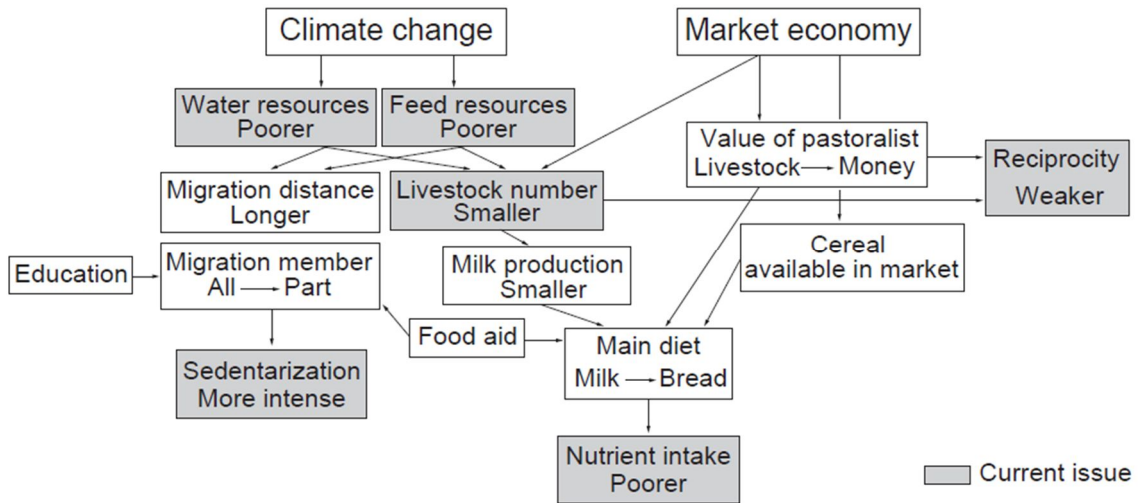 Climate change
Market economy
Water resources
Poorer
Feed resources
Poorer
Value of pastoralist
Livestock → Money
Reciprocity
Weaker
Migration distance
Longer
Livestock number
Smaller
Cereal
available in market
Education
Migration member
All → Part
Milk production
Smaller
Food aid
Main diet
Milk → Bread
Sedentarization
More intense
Nutrient intake
Poorer
Current issue